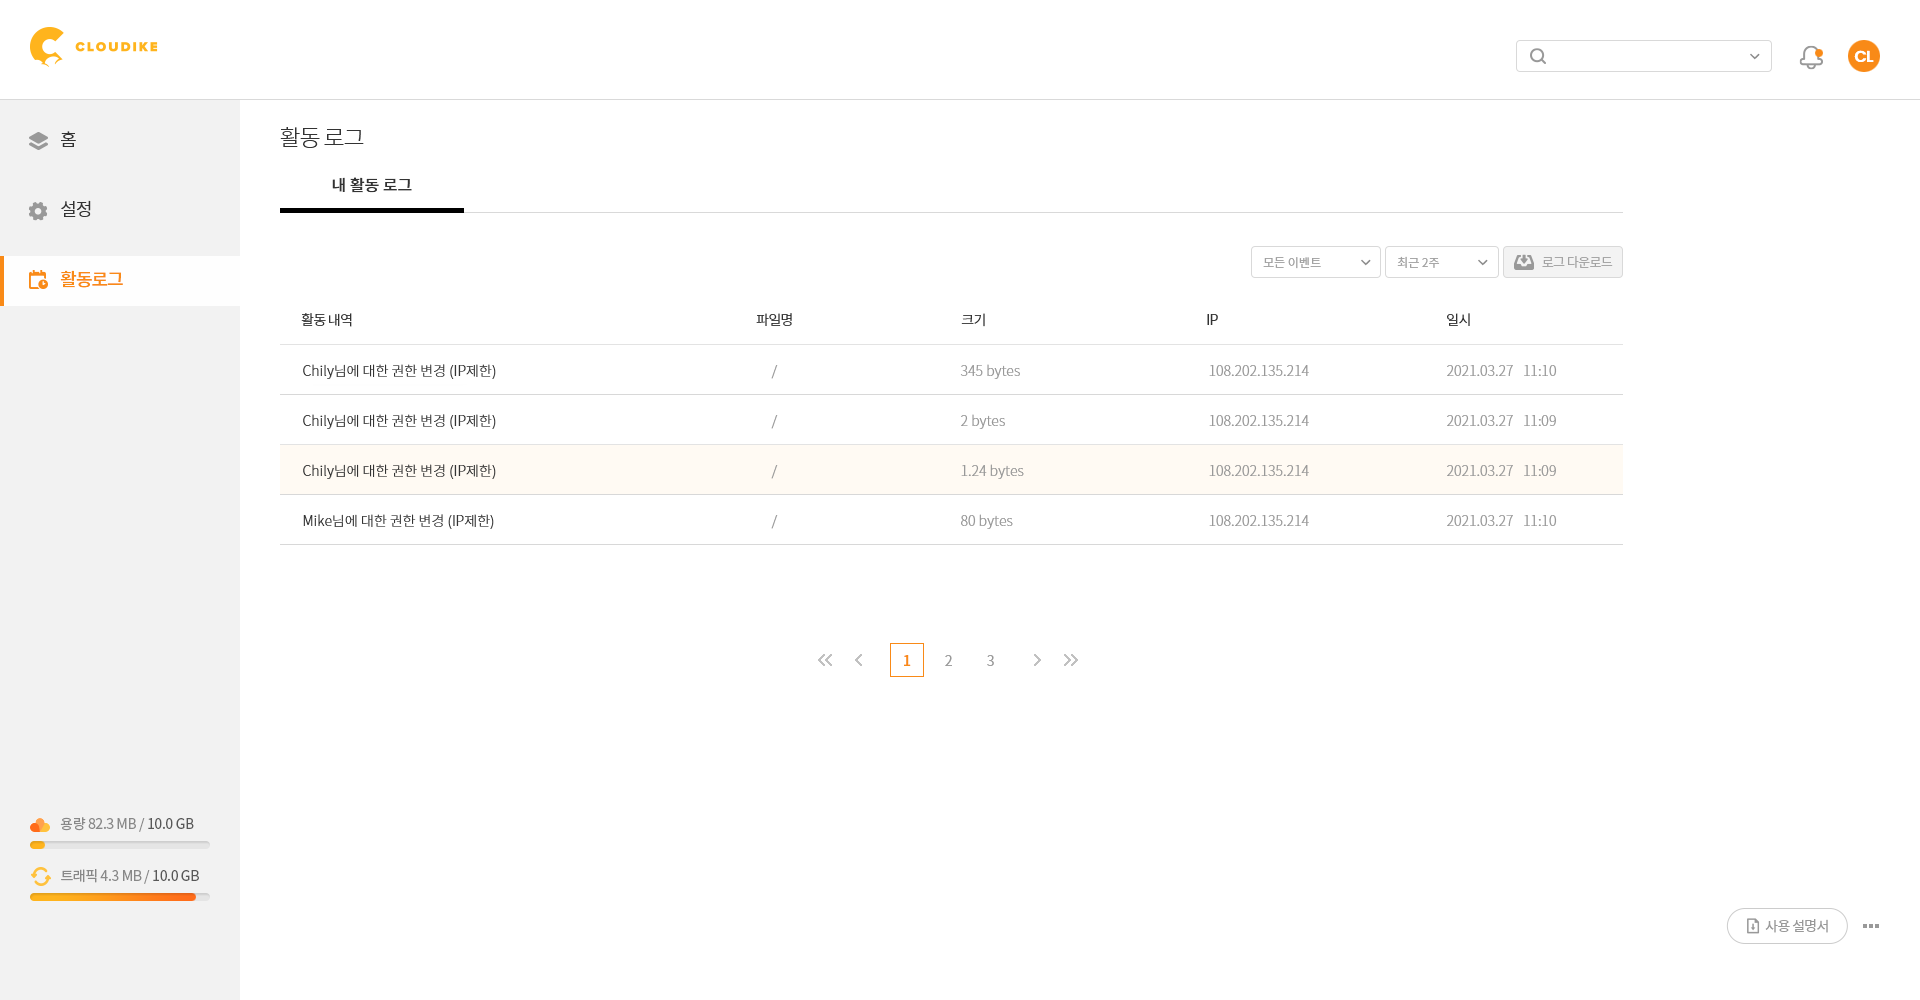 CLOUDIKE
CL
홈
설정
활동로그
활동 로그
내 활동 로그
모든 이벤트 최근 2주 로그 다운로드
활동 내역 파일명 크기 IP 일시
Chily님에 대한 권한 변경 (IP제한) / 345 bytes 108.202.135.214 2021.03.27 11:10
Chily님에 대한 권한 변경 (IP제한) / 2 bytes 108.202.135.214 2021.03.27 11:09
Chily님에 대한 권한 변경 (IP제한) / 1.24 bytes 108.202.135.214 2021.03.27 11:09
Mike님에 대한 권한 변경 (IP제한) / 80 bytes 108.202.135.214 2021.03.27 11:10
1 2 3
용량 82.3 MB / 10.0 GB
트래픽 4.3 MB / 10.0 GB
사용 설명서